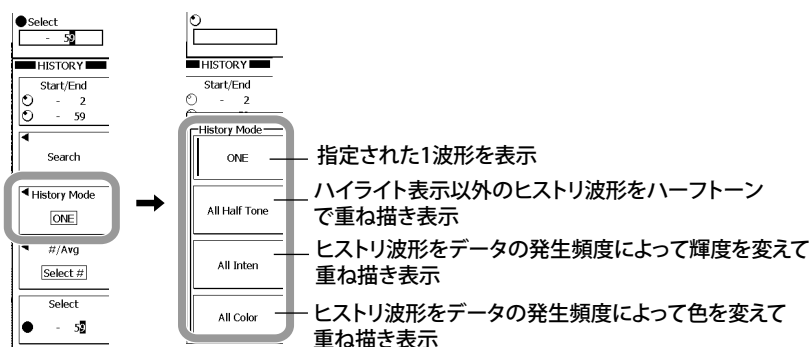 Select
- 59
HISTORY
Start/End
- 2
- 59
Search
History Mode
ONE
#/Avg
Select #
Select
- 59
HISTORY
Start/End
- 2
History Mode
ONE
All Half Tone
All Inten
All Color
指定された1波形を表示
ハイライト表示以外のヒストリ波形をハーフトーン
で重ね描き表示
ヒストリ波形をデータの発生頻度によって輝度を変えて
重ね描き表示
ヒストリ波形をデータの発生頻度によって色を変えて
重ね描き表示